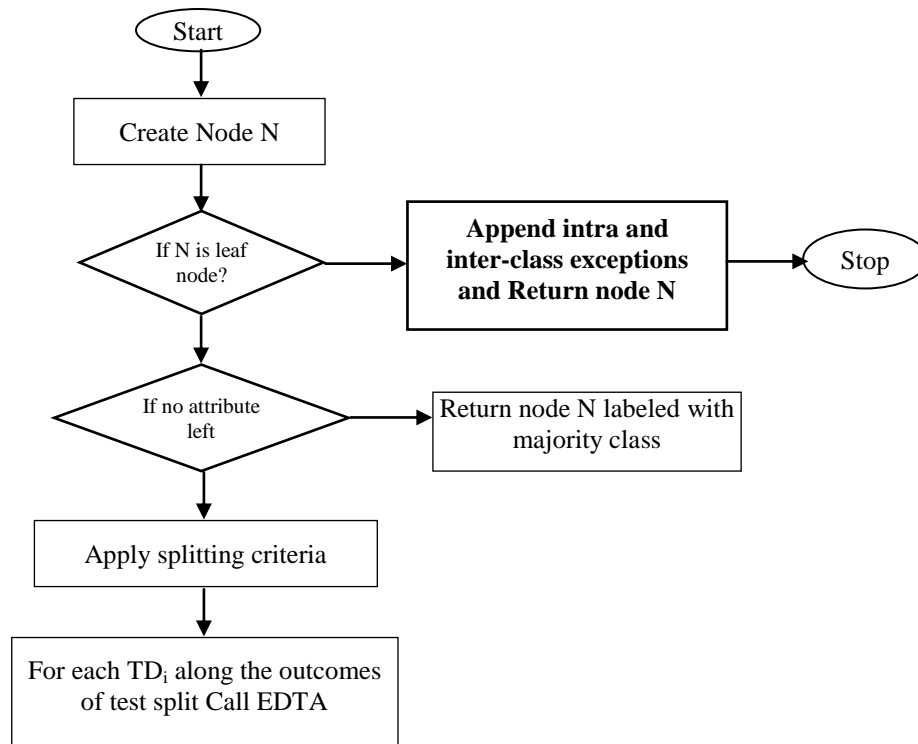 Start
Create Node N
If N is leaf
node?
Append intra and
inter-class exceptions
and Return node N
Stop
If no attribute
left
Return node N labeled with
majority class
Apply splitting criteria
For each TDi along the outcomes
of test split Call EDTA